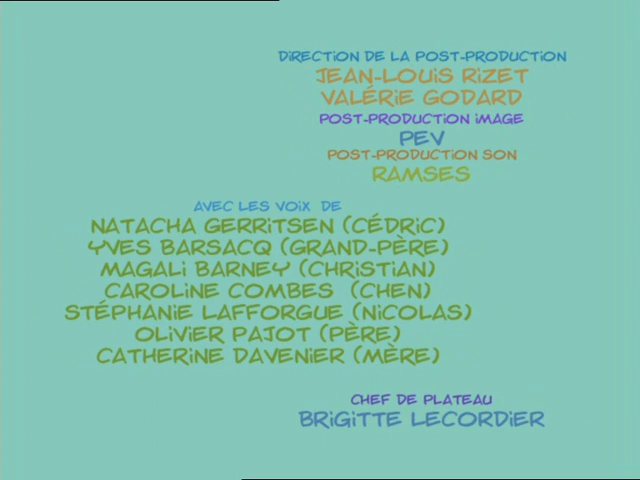 DIRECTION DE LA POST-PRODUCTION
JEAN-LOUIS RIZET
VALÉRIE GODARD
POST-PRODUCTION IMAGE
PEV
POST-PRODUCTION SON
RAMSES
AVEC LES VOIX DE
NATACHA GERRITSEN (CÉDRIC)
YVES BARSACQ (GRAND-PÈRE)
MAGALI BARNEY (CHRISTIAN)
CAROLINE COMBES (CHEN)
STÉPHANIE LAFFORGUE (NICOLAS)
OLIVIER PAJOT (PÈRE)
CATHERINE DAVENIER (MÈRE)
CHEF DE PLATEAU
BRIGITTE LECORDIER